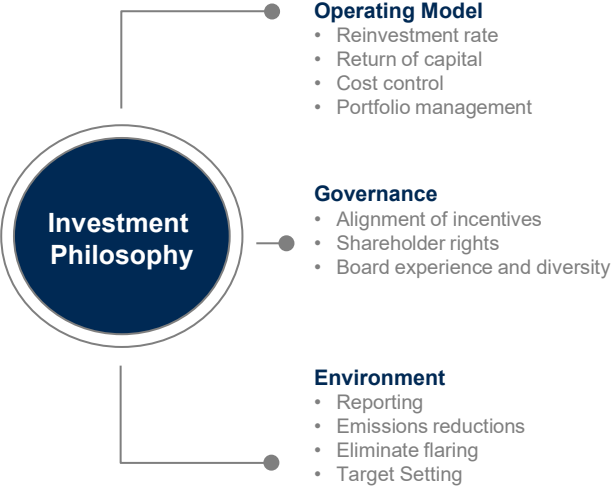 Operating Model
• Reinvestment rate
• Return of capital
• Cost control
• Portfolio management
Investment
Philosophy
Governance
• Alignment of incentives
• Shareholder rights
• Board experience and diversity
Environment
• Reporting
• Emissions reductions
• Eliminate flaring
• Target Setting